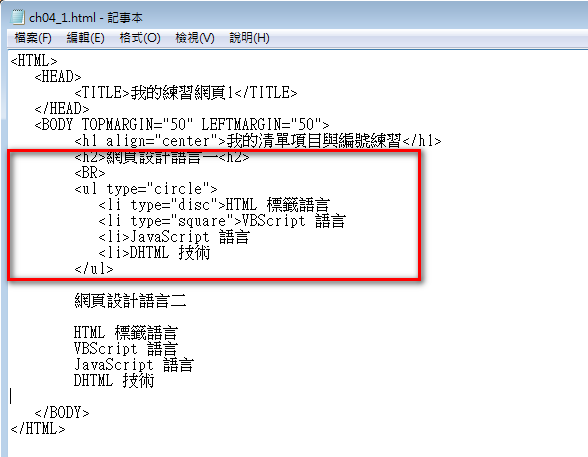 ch04_1.html - 記事本
檔案(F) 編輯(E) 格式(O) 檢視(V) 說明(H)
<HTML>
<HEAD>
<TITLE>我的練習網頁1</TITLE>
</HEAD>
<BODY TOPMARGIN="50" LEFTMARGIN="50">
<h1 align="center">我的清單項目與編號練習</h1>
<h2>網頁設計語言一<h2>
<BR>
<ul type="circle">
<li type="disc">HTML 標籤語言
<li type="square">VBScript 語言
<li>JavaScript 語言
<li>DHTML 技術
</ul>
網頁設計語言二
HTML 標籤語言
VBScript 語言
JavaScript 語言
DHTML 技術
</BODY>
</HTML>